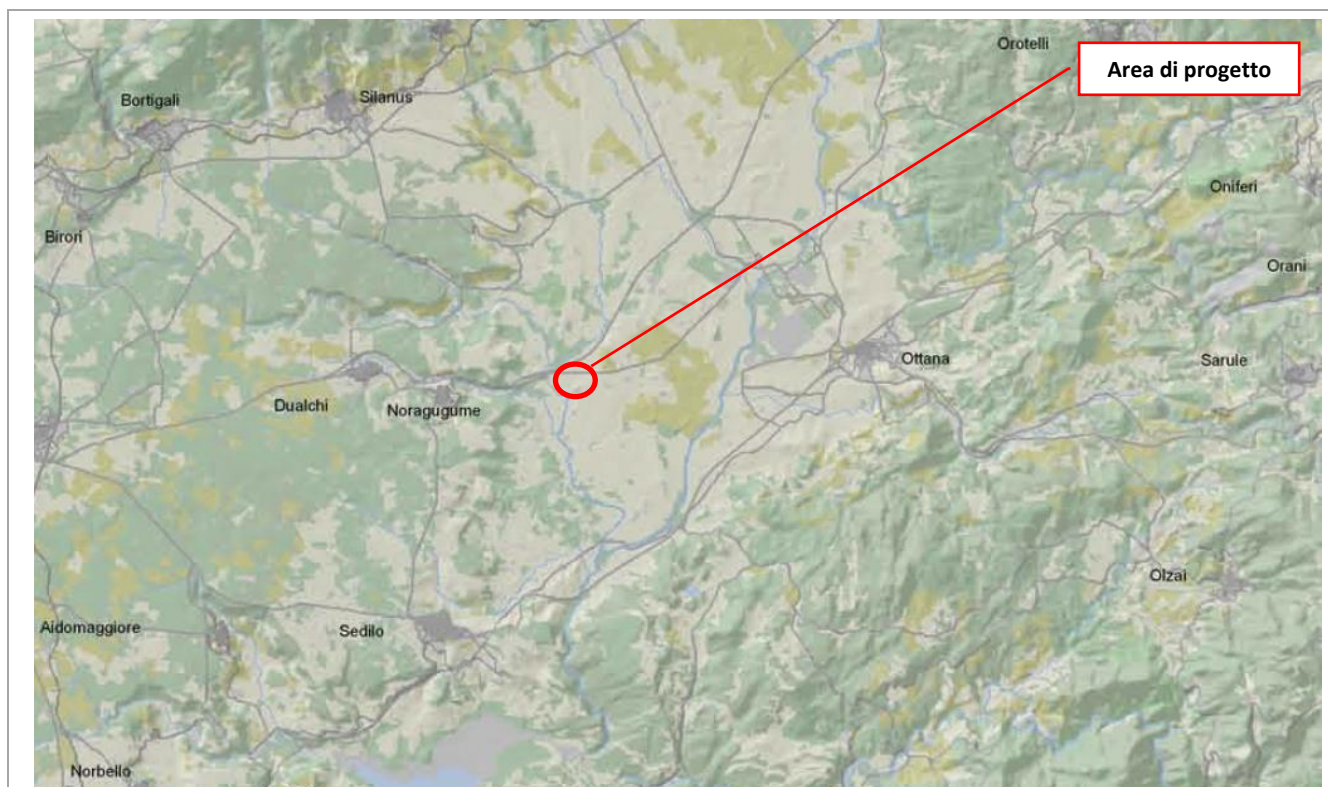 Orotelli
Area di progetto
Bortigali
Silanus
Oniferi
Birori
Orani
Ottana
Sarule
Dualchi
Noragugume
Olzai
Aidomaggiore
Sedilo
Norbello